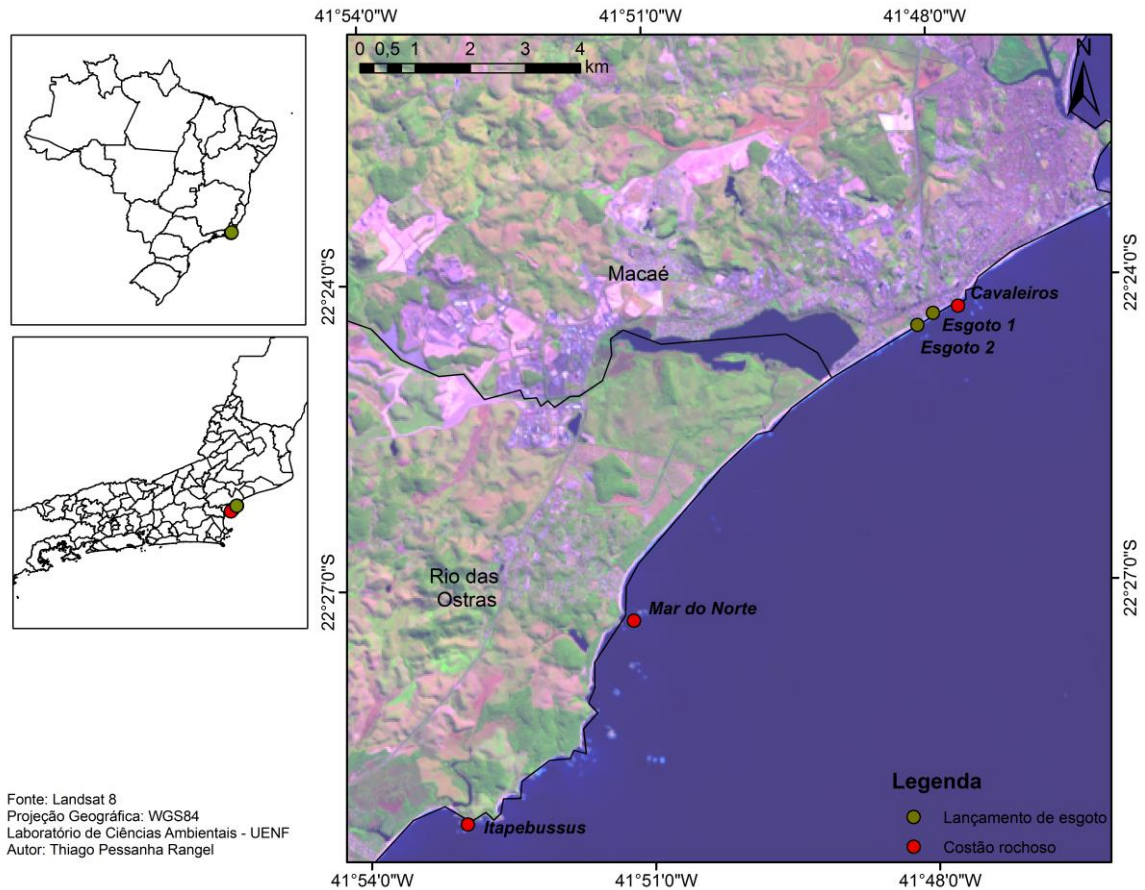 41°54'0"W
41°51'0"W
41°48'0"W
0 0,5 1 2 3 4
km
N
22°24'0"S
22°24'0"S
Macaé
Cavaleiros
Esgoto 1
Esgoto 2
22°27'0"S
22°27'0"S
Rio das
Ostras
Mar do Norte
Itapebussus
Legenda
Lançamento de esgoto
Costão rochoso
Fonte: Landsat 8
Projeção Geográfica: WGS84
Laboratório de Ciências Ambientais - UENF
Autor: Thiago Pessanha Rangel
41°54'0"W
41°51'0"W
41°48'0"W